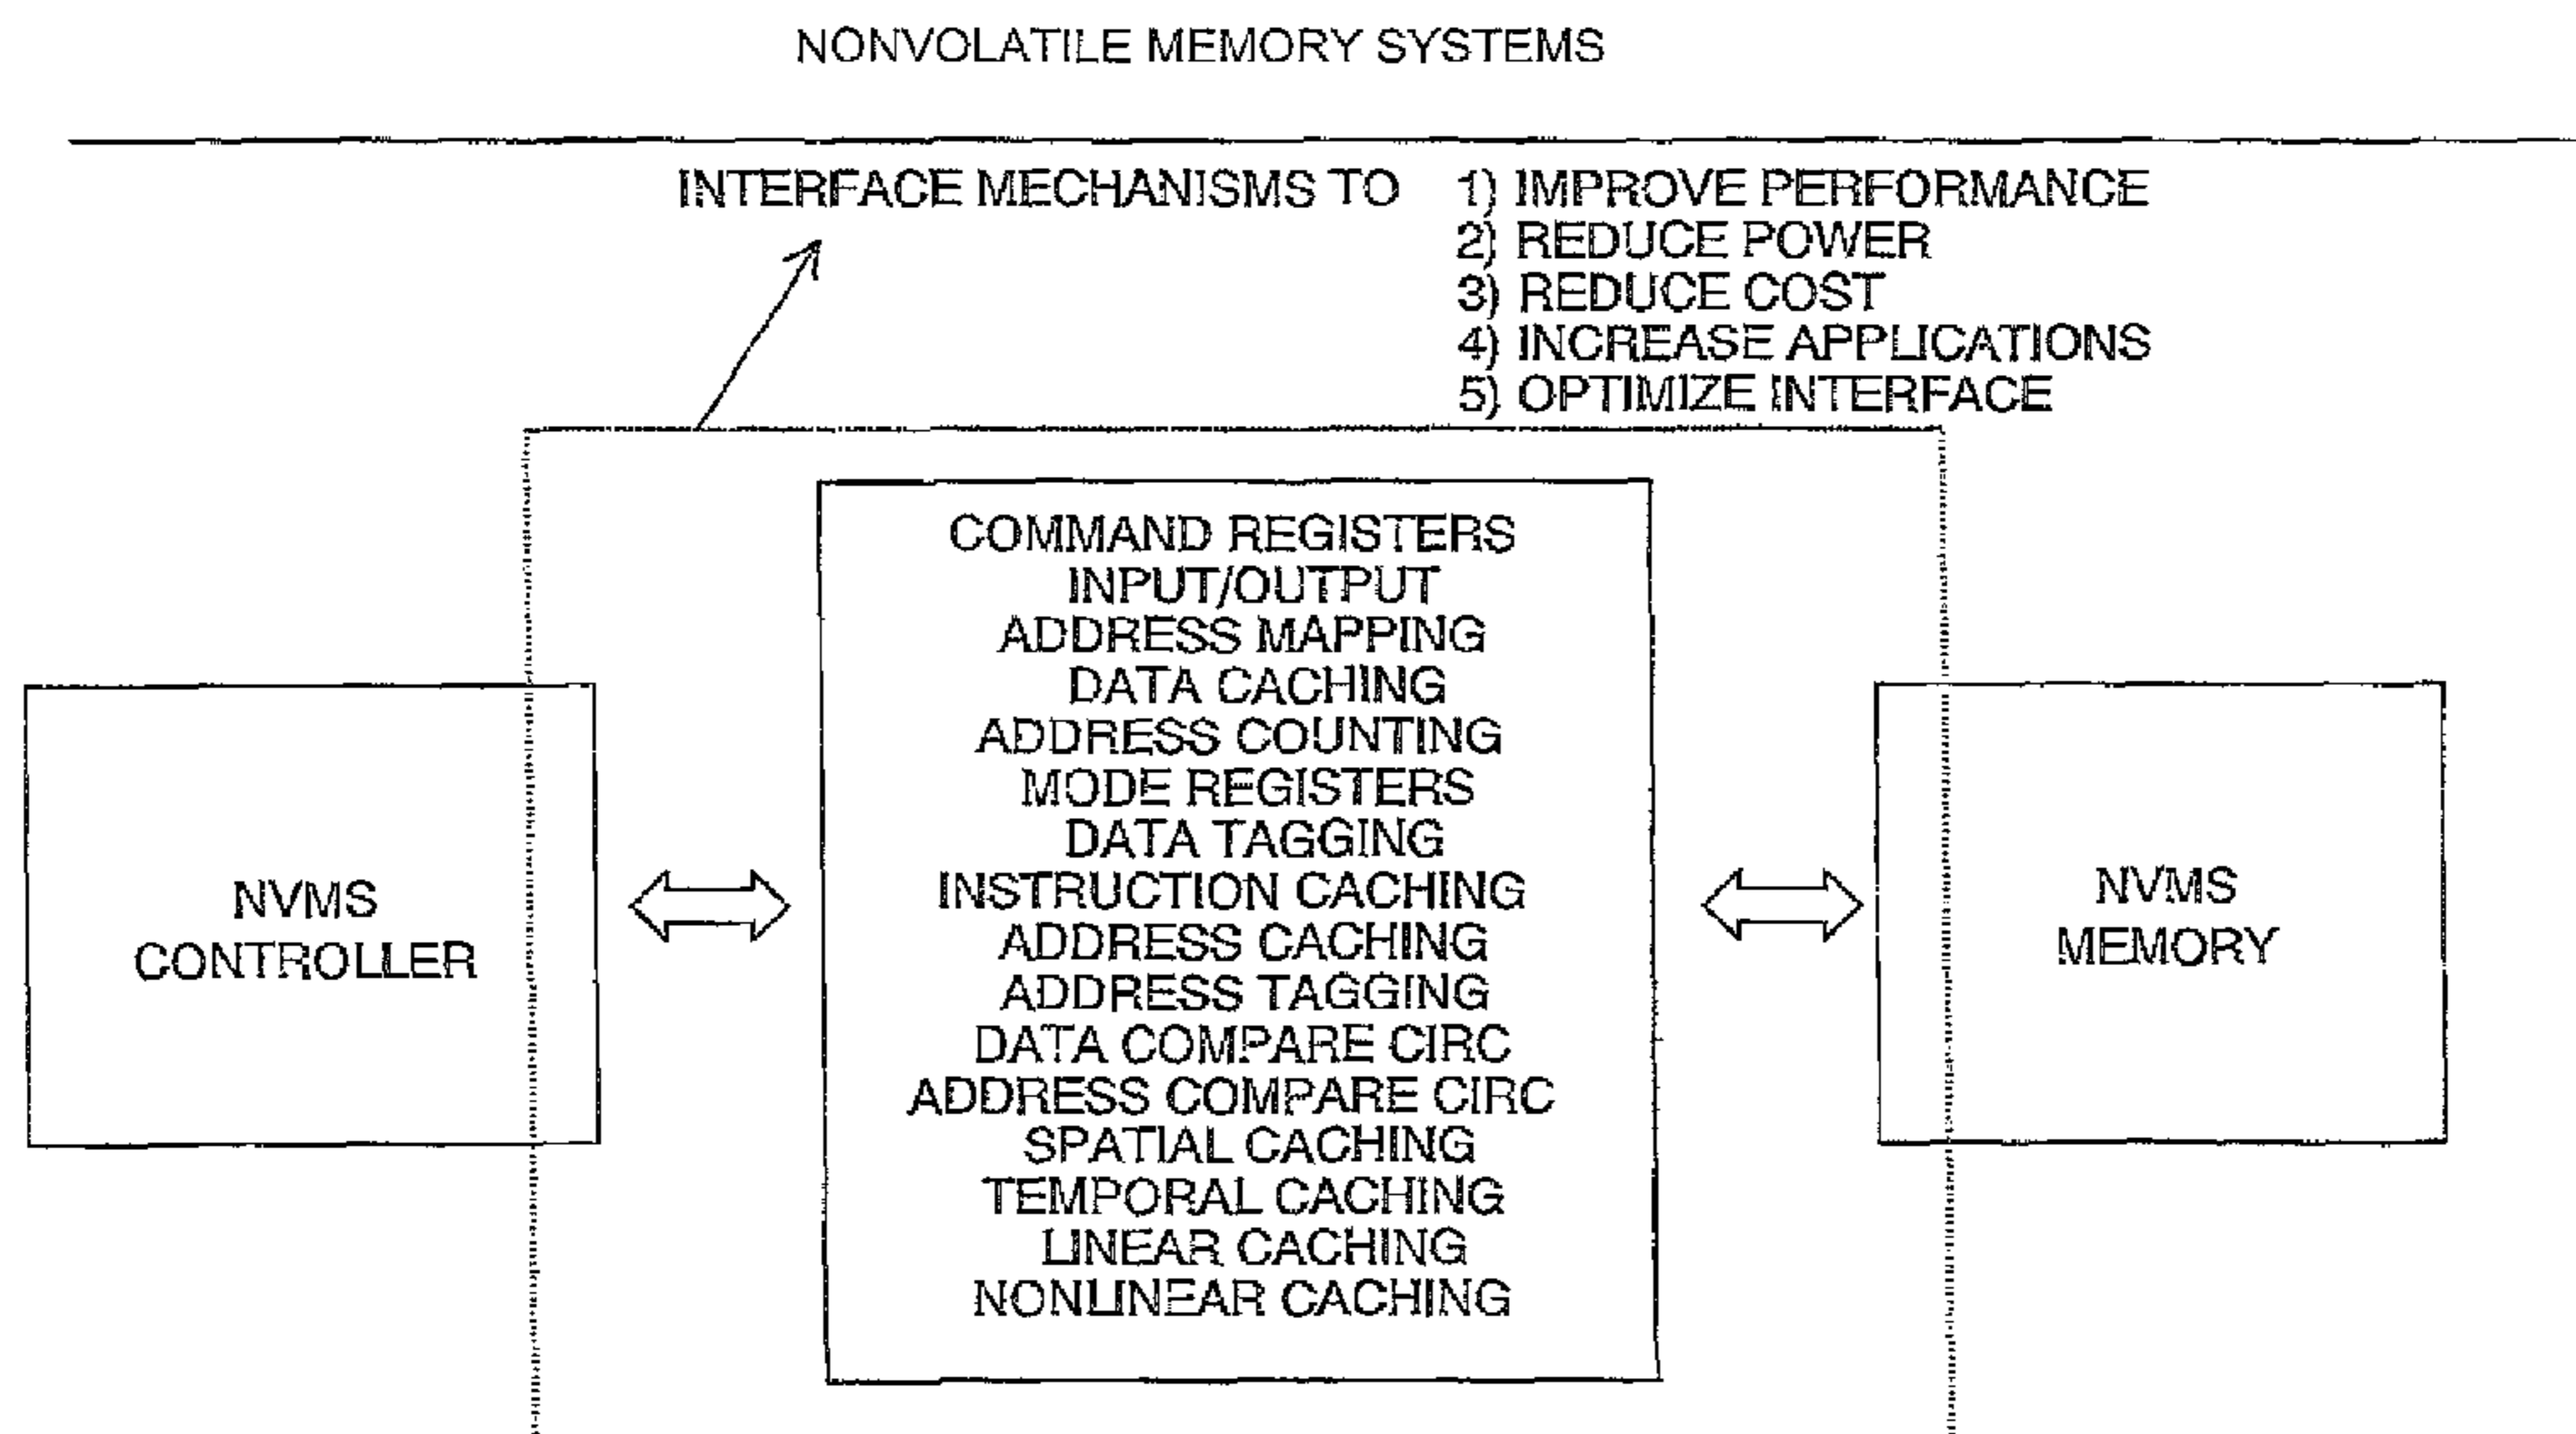 NONVOLATILE MEMORY SYSTEMS
INTERFACE MECHANISMS TO
1) IMPROVE PERFORMANCE
2) REDUCE POWER
3) REDUCE COST
4) INCREASE APPLICATIONS
5) OPTIMIZE INTERFACE
NVMS
CONTROLLER
COMMAND REGISTERS
INPUT/OUTPUT
ADDRESS MAPPING
DATA CACHING
ADDRESS COUNTING
MODE REGISTERS
DATA TAGGING
INSTRUCTION CACHING
ADDRESS CACHING
ADDRESS TAGGING
DATA COMPARE CIRC
ADDRESS COMPARE CIRC
SPATIAL CACHING
TEMPORAL CACHING
LINEAR CACHING
NONLINEAR CACHING
NVMS
MEMORY